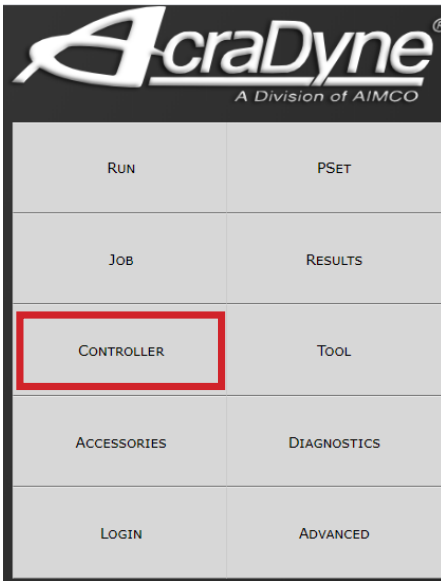 AcraDyne®
A Division of AIMCO
RUN
PSET
JOB
RESULTS
CONTROLLER
TOOL
ACCESSORIES
DIAGNOSTICS
LOGIN
ADVANCED